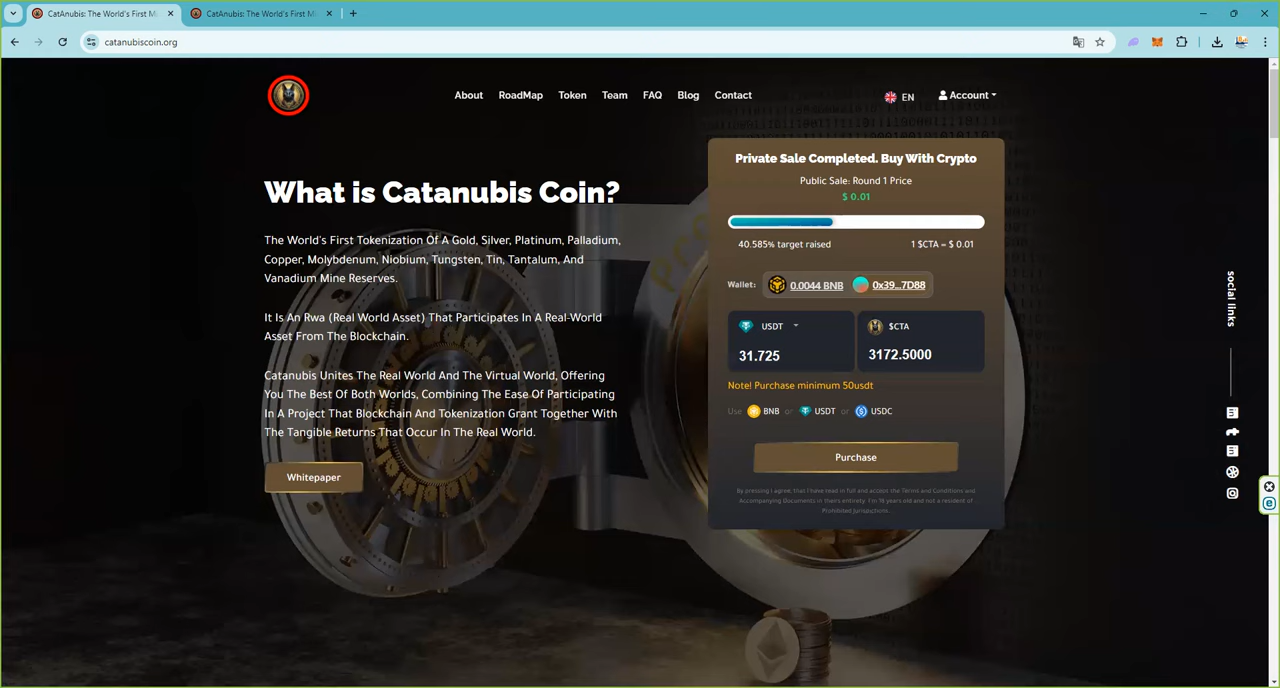 CatAnubis: The World's First Mi
CatAnubis: The World's First Mi
catanubiscoin.org
About
RoadMap
Token
Team
FAQ
Blog
Contact
EN
Account
What is Catanubis Coin?
The World's First Tokenization Of A Gold, Silver, Platinum, Palladium,
Copper, Molybdenum, Niobium, Tungsten, Tin, Tantalum, And
Vanadium Mine Reserves.
It Is An Rwa (Real World Asset) That Participates In A Real-World
Asset From The Blockchain.
Catanubis Unites The Real World And The Virtual World, Offering
You The Best Of Both Worlds, Combining The Ease Of Participating
In A Project That Blockchain And Tokenization Grant Together With
The Tangible Returns That Occur In The Real World.
Whitepaper
Private Sale Completed. Buy With Crypto
Public Sale: Round 1 Price
$ 0.01
40.585% target raised
1 $CTA = $ 0.01
Wallet:
0.0044 BNB
0x39...7D88
USDT
31.725
$CTA
3172.5000
Note! Purchase minimum 50usdt
Use BNB or USDT or USDC
Purchase
By pressing I agree, that I have read in full and accept the Terms and Conditions and
Accompanying Documents in theirs entirety. I'm 19 years old and not a resident of
Prohibited Jurisdictions.
social links